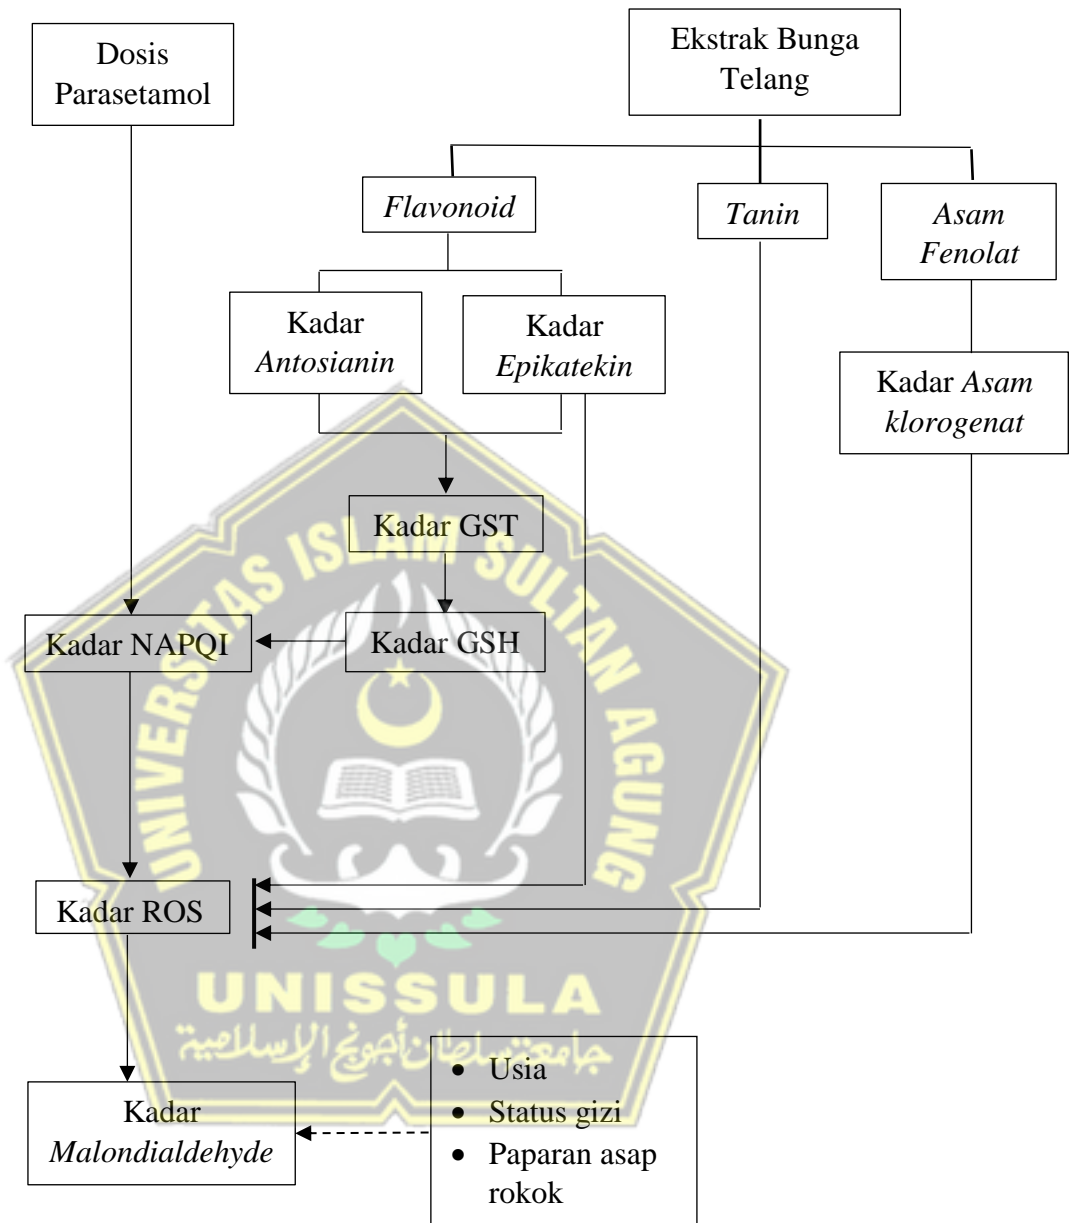 Dosis
Parasetamol
Ekstrak Bunga
Telang
Flavonoid
Tanin
Asam
Fenolat
Kadar
Antosianin
Kadar
Epikatekin
Kadar Asam
klorogenat
Kadar GST
Kadar NAPQI
Kadar GSH
Kadar ROS
Kadar
Malondialdehyde
• Usia
• Status gizi
• Paparan asap
rokok
UNIVERSITAS ISLAM SULTAN AGUNG
UNISSULA
جامعة سلطان أجونج الإسلامية